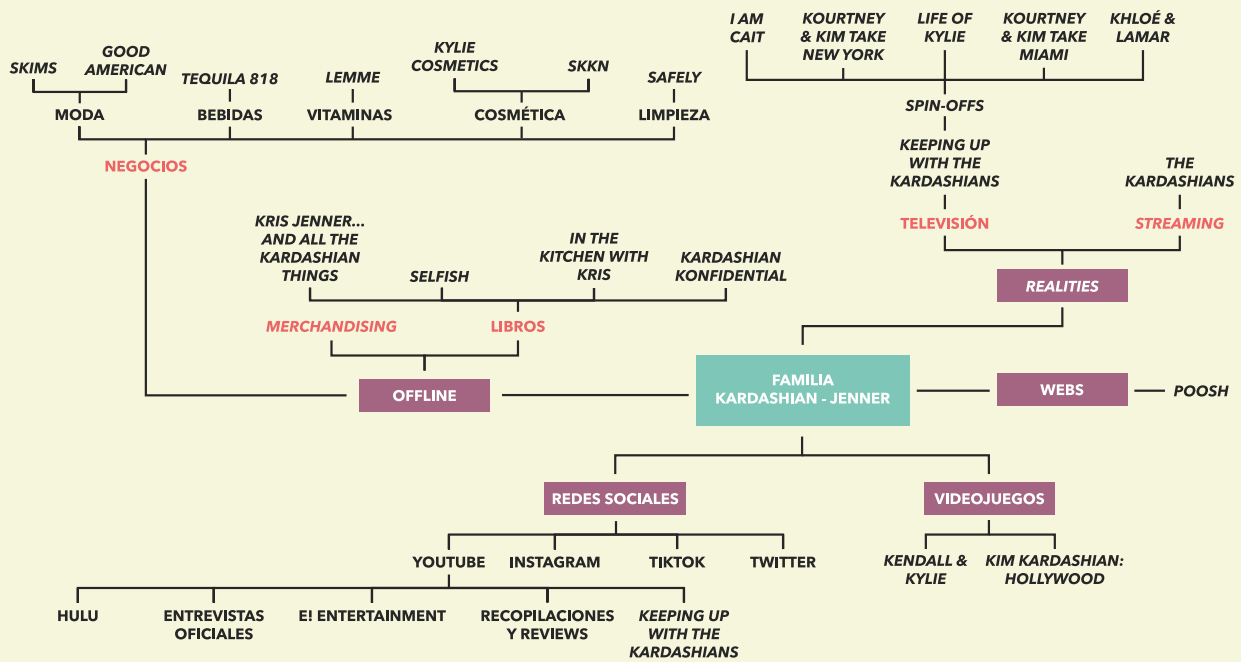 I AM
CAIT
KOURTNEY
& KIM TAKE
NEW YORK
LIFE OF
KYLIE
KOURTNEY
& KIM TAKE
MIAMI
KHLOÉ &
LAMAR
SKIMS
GOOD
AMERICAN
TEQUILA 818
LEMME
KYLIE
COSMETICS
SKKN
SAFELY
MODA
BEBIDAS
VITAMINAS
COSMÉTICA
LIMPIEZA
NEGOCIOS
SPIN-OFFS
KEEPING UP
WITH THE
KARDASHIANS
THE
KARDASHIANS
TELEVISIÓN
STREAMING
REALITIES
KRIS JENNER...
AND ALL THE
KARDASHIAN
THINGS
SELFISH
IN THE
KITCHEN WITH
KRIS
KARDASHIAN
KONFIDENTIAL
MERCHANDISING
LIBROS
OFFLINE
FAMILIA
KARDASHIAN - JENNER
WEBS
POOSH
REDES SOCIALES
VIDEOJUEGOS
YOUTUBE
INSTAGRAM
TIKTOK
TWITTER
KENDALL &
KYLIE
KIM KARDASHIAN:
HOLLYWOOD
HULU
ENTREVISTAS
OFICIALES
E! ENTERTAINMENT
RECOPILACIONES
Y REVIEWS
KEEPING UP
WITH THE
KARDASHIANS